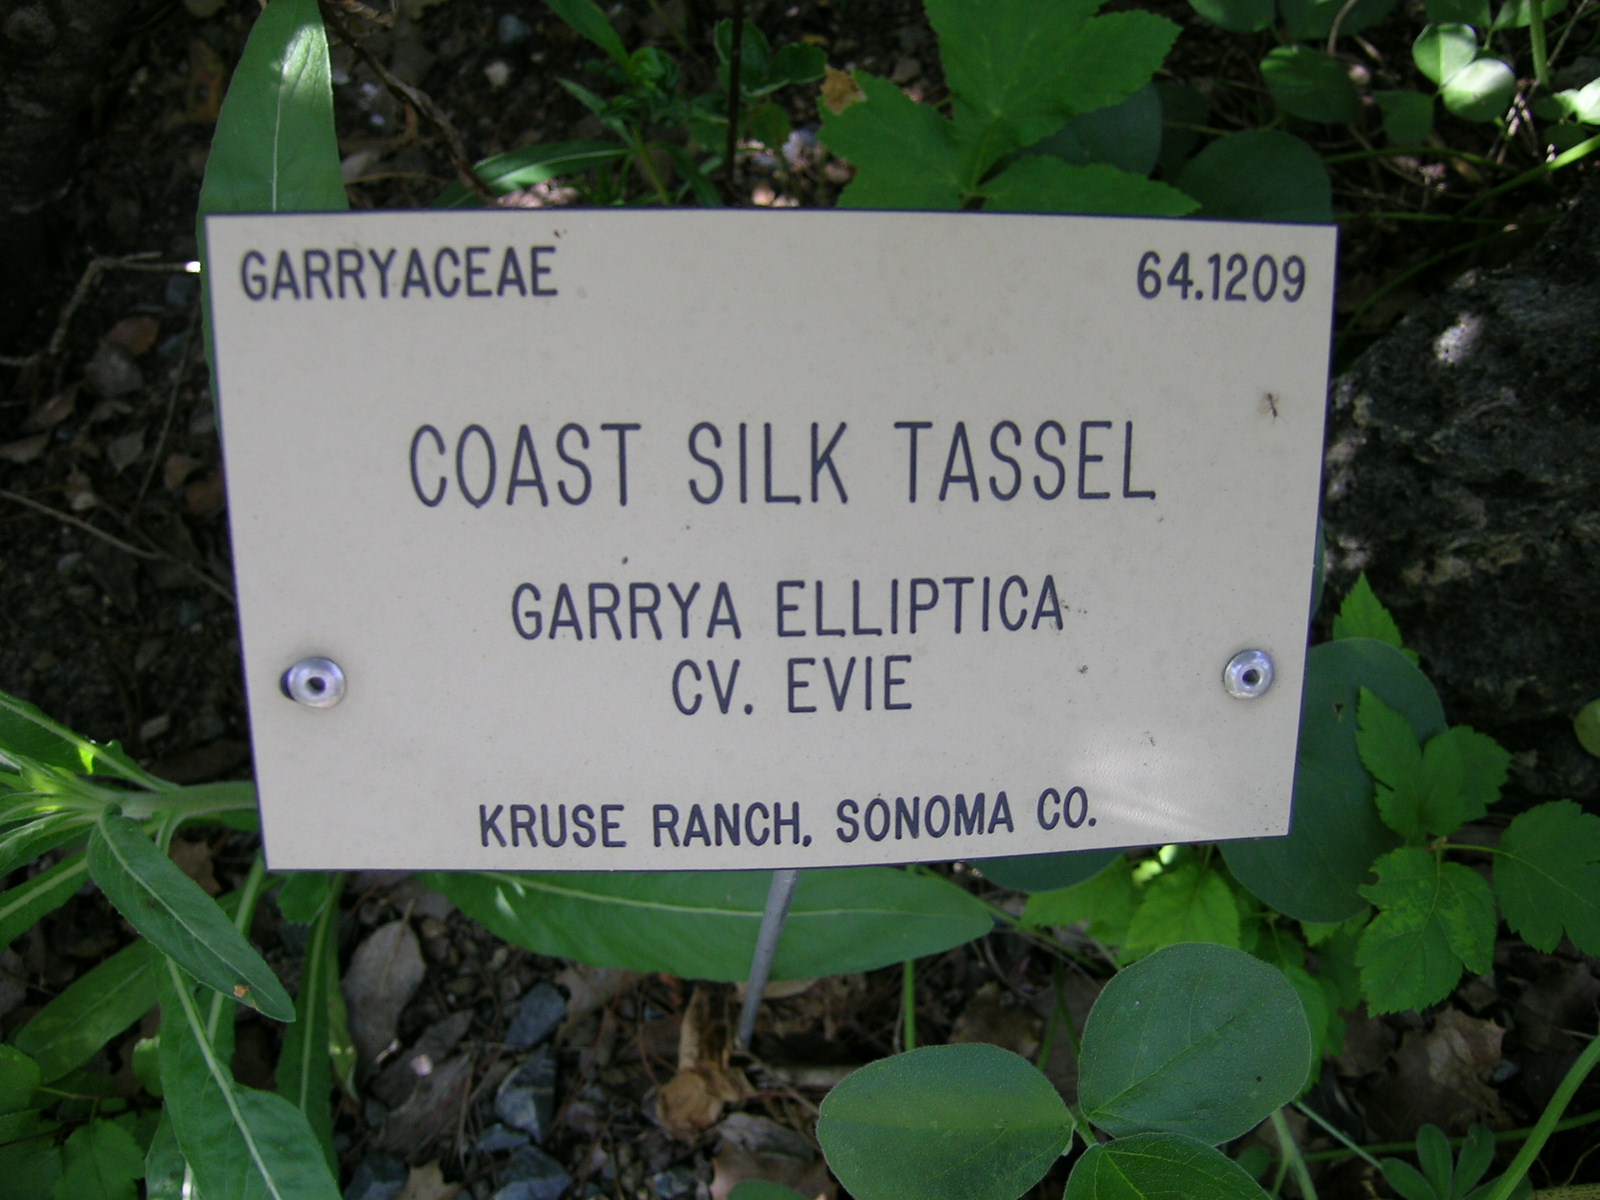 GARRYACEAE 64.1209
COAST SILK TASSEL
GARRYA ELLIPTICA
CV. EVIE
KRUSE RANCH, SONOMA CO.